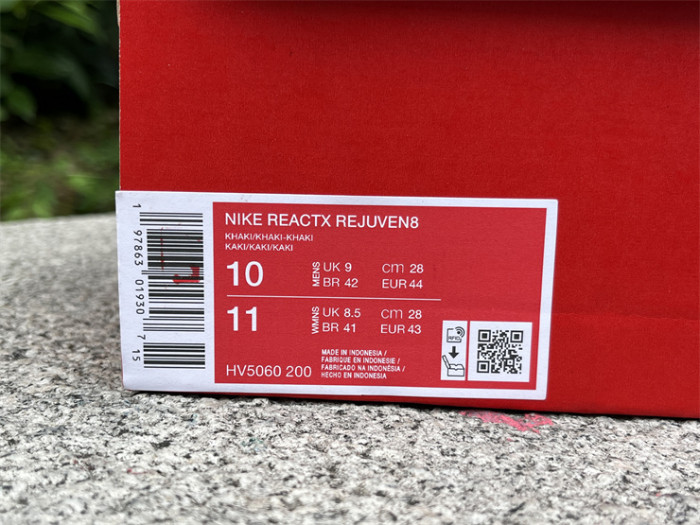 NIKE REACTX REJUVEN8
KHAKI/KHAKI-KHAKI
KAKI/KAKI/KAKI
10 MENS UK 9 cm 28
BR 42 EUR 44
11 WMNS UK 8.5 cm 28
BR 41 EUR 43
HV5060 200
MADE IN INDONESIA/
FABRIQUE EN INDONESIE/
FABRICADO NA INDONÉSIA/
HECHO EN INDONESIA
1 97863 01930 7 15
RFID